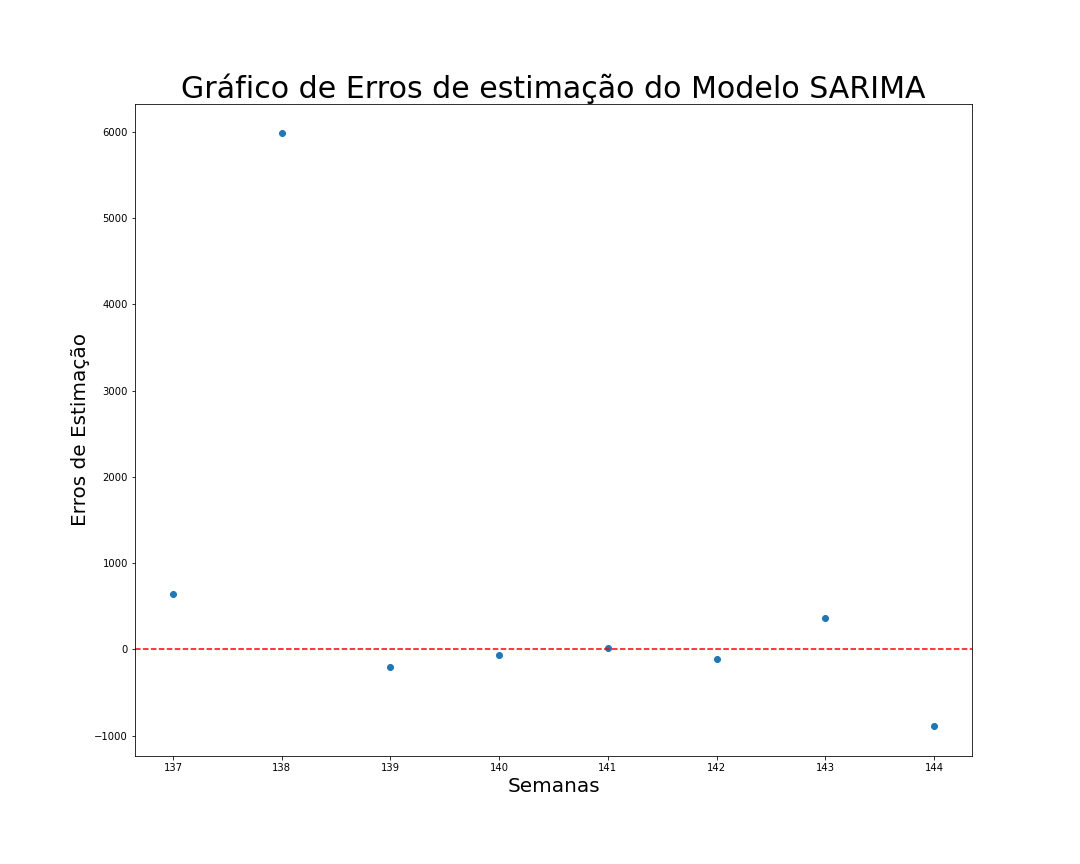 Gráfico de Erros de estimação do Modelo SARIMA
Erros de Estimação
6000
5000
4000
3000
2000
1000
0
−1000
137 138 139 140 141 142 143 144
Semanas